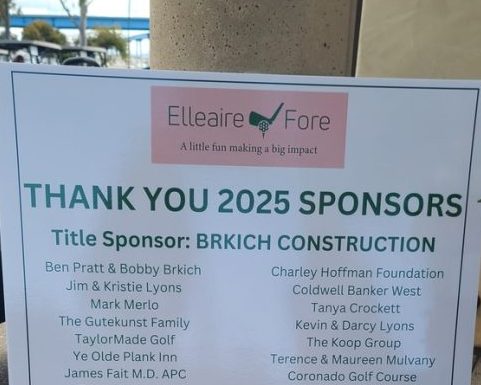 Elleaire Fore
A little fun making a big impact
THANK YOU 2025 SPONSORS
Title Sponsor: BRKICH CONSTRUCTION
Ben Pratt & Bobby Brkich
Jim & Kristie Lyons
Mark Merlo
The Gutekunst Family
TaylorMade Golf
Ye Olde Plank Inn
James Fait M.D. APC
Charley Hoffman Foundation
Coldwell Banker West
Tanya Crockett
Kevin & Darcy Lyons
The Koop Group
Terence & Maureen Mulvany
Coronado Golf Course